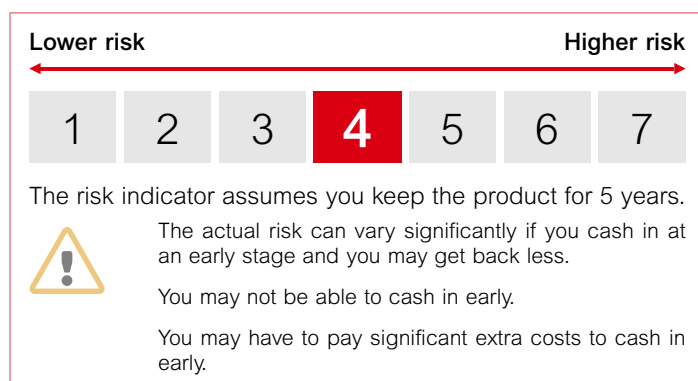 Lower risk Higher risk
1 2 3 4 5 6 7
The risk indicator assumes you keep the product for 5 years.
The actual risk can vary significantly if you cash in at
an early stage and you may get back less.
You may not be able to cash in early.
You may have to pay significant extra costs to cash in
early.